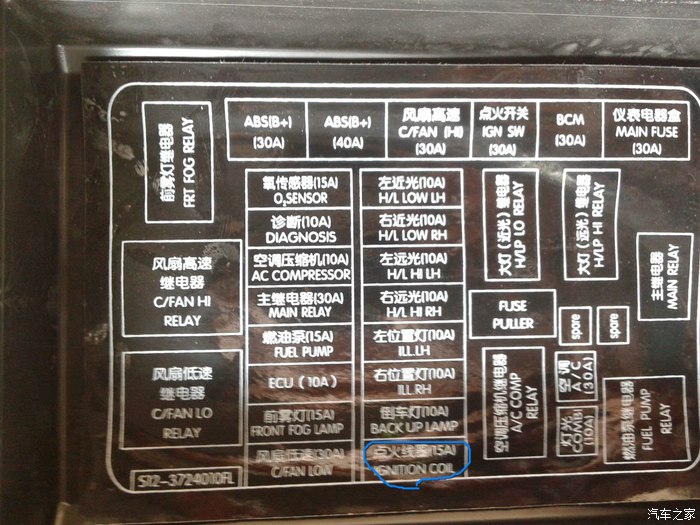 前雾灯继电器
FRT FOG RELAY
ABS(B+)
(30A)
ABS(B+)
(40A)
风扇高速
C/FAN (HI)
(30A)
点火开关
IGN SW
(30A)
BCM
(30A)
仪表电器盒
MAIN FUSE
(30A)
氧传感器(15A)
O₂SENSOR
诊断(10A)
DIAGNOSIS
空调压缩机(10A)
AC COMPRESSOR
主继电器(30A)
MAIN RELAY
燃油泵(15A)
FUEL PUMP
ECU (10A)
前雾灯(15A)
FRONT FOG LAMP
风扇低速(30A)
C/FAN LOW
左近光(10A)
H/L LOW LH
右近光(10A)
H/L LOW RH
左远光(10A)
H/L HI LH
右远光(10A)
H/L HI RH
左位置灯(10A)
ILL.LH
右位置灯(10A)
ILL.RH
倒车灯(10A)
BACK UP LAMP
点火线圈(15A)
IGNITION COIL
大灯(近光)继电器
H/LP LO RELAY
大灯(远光)继电器
H/LP HI RELAY
主继电器
MAIN RELAY
风扇高速
继电器
C/FAN HI
RELAY
风扇低速
继电器
C/FAN LO
RELAY
FUSE
PULLER
spare
spare
空调压缩机继电器
A/C COMP
RELAY
空调
A/C
(30A)
灯光
COMBI
(10A)
燃油泵继电器
FUEL PUMP
RELAY
S12-3724010FL
汽车之家